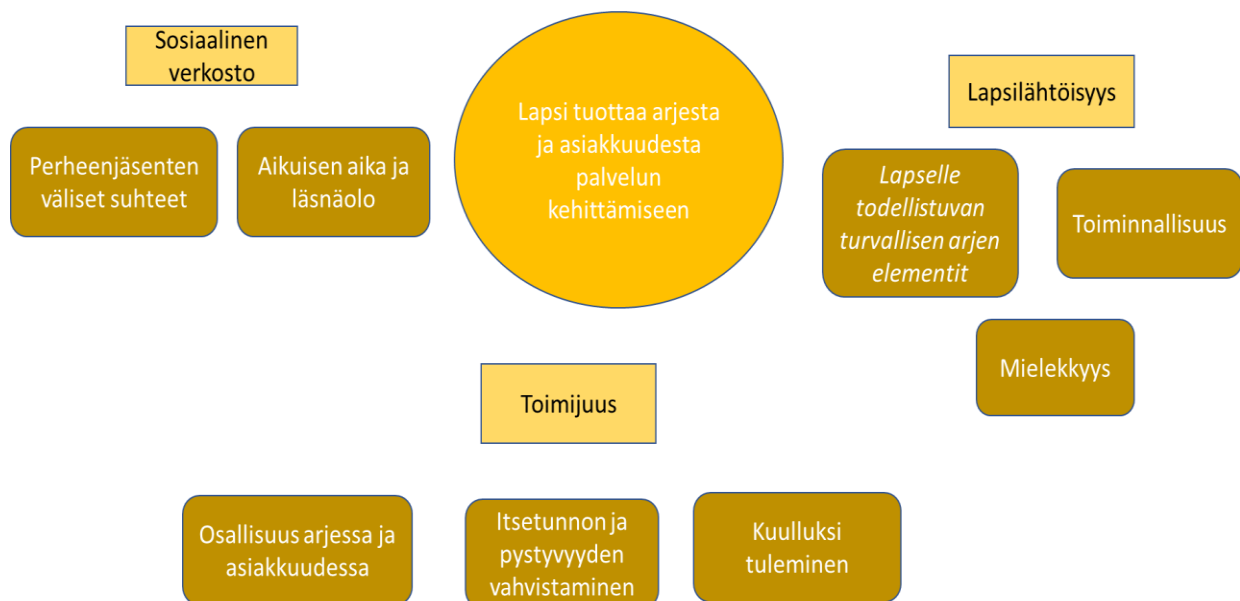 Sosiaalinen
verkosto
Perheenjäsenten
väliset suhteet
Aikuisen aika ja
läsnäolo
Lapsi tuottaa arjesta
ja asiakkuudesta
palvelun
kehittämiseen
Lapsilähtöisyys
Lapselle
todellistuvan
turvallisen arjen
elementit
Toiminnallisuus
Mielekkyys
Toimijuus
Osallisuus arjessa ja
asiakkuudessa
Itsetunnon ja
pystyvyyden
vahvistaminen
Kuulluksi
tuleminen